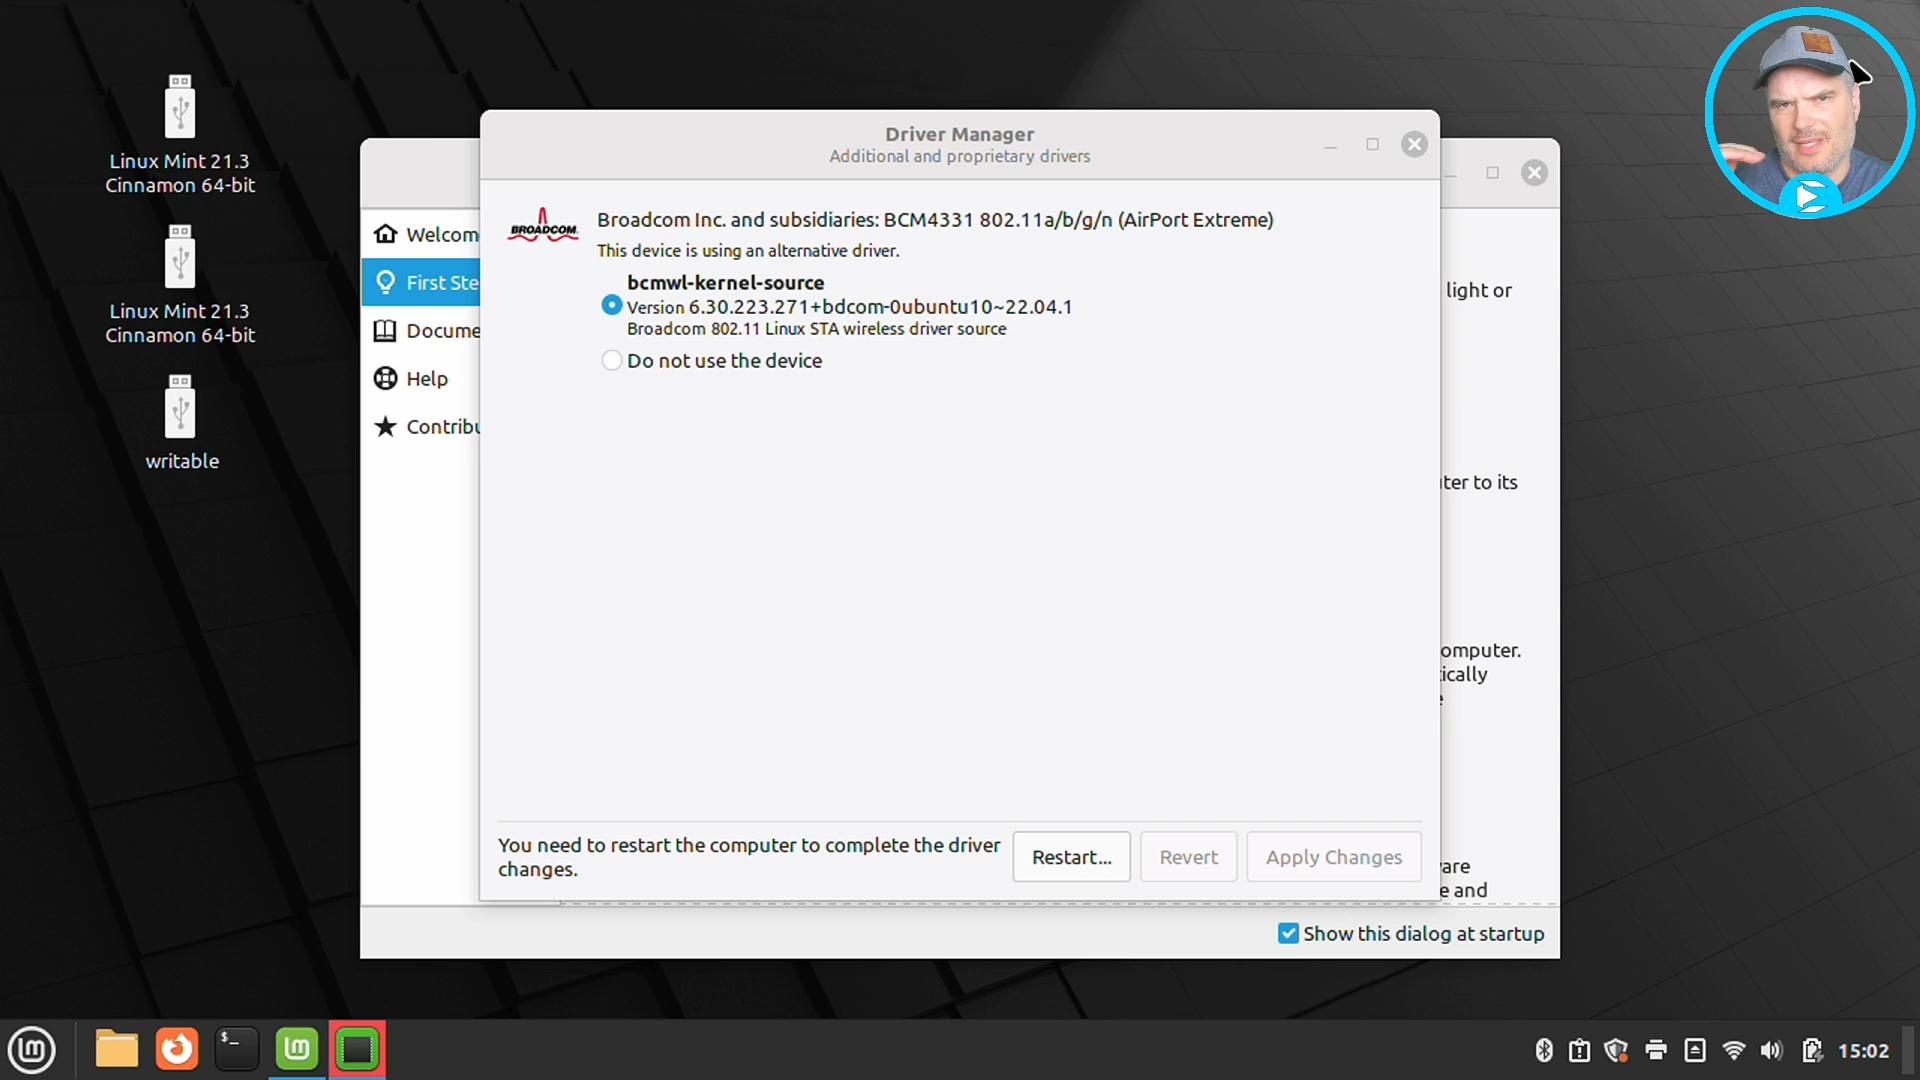 Linux Mint 21.3
Cinnamon 64-bit
Linux Mint 21.3
Cinnamon 64-bit
writable
Driver Manager
Additional and proprietary drivers
Welcom
First Ste
Docume
Help
Contribu
BROADCOM
Broadcom Inc. and subsidiaries: BCM4331 802.11a/b/g/n (AirPort Extreme)
This device is using an alternative driver.
bcmwl-kernel-source
Version 6.30.223.271+bdcom-0ubuntu10~22.04.1
Broadcom 802.11 Linux STA wireless driver source
Do not use the device
light or
ter to its
omputer.
ically
e
are
e and
You need to restart the computer to complete the driver
changes.
Restart...
Revert
Apply Changes
Show this dialog at startup
$_
15:02